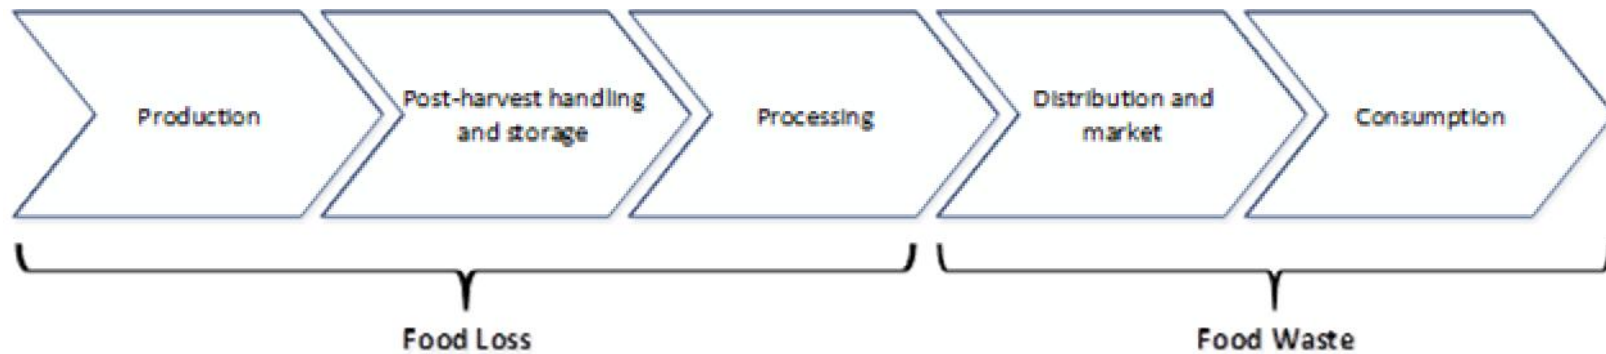 Production
Post-harvest handling
and storage
Processing
Distribution and
market
Consumption
Food Loss
Food Waste